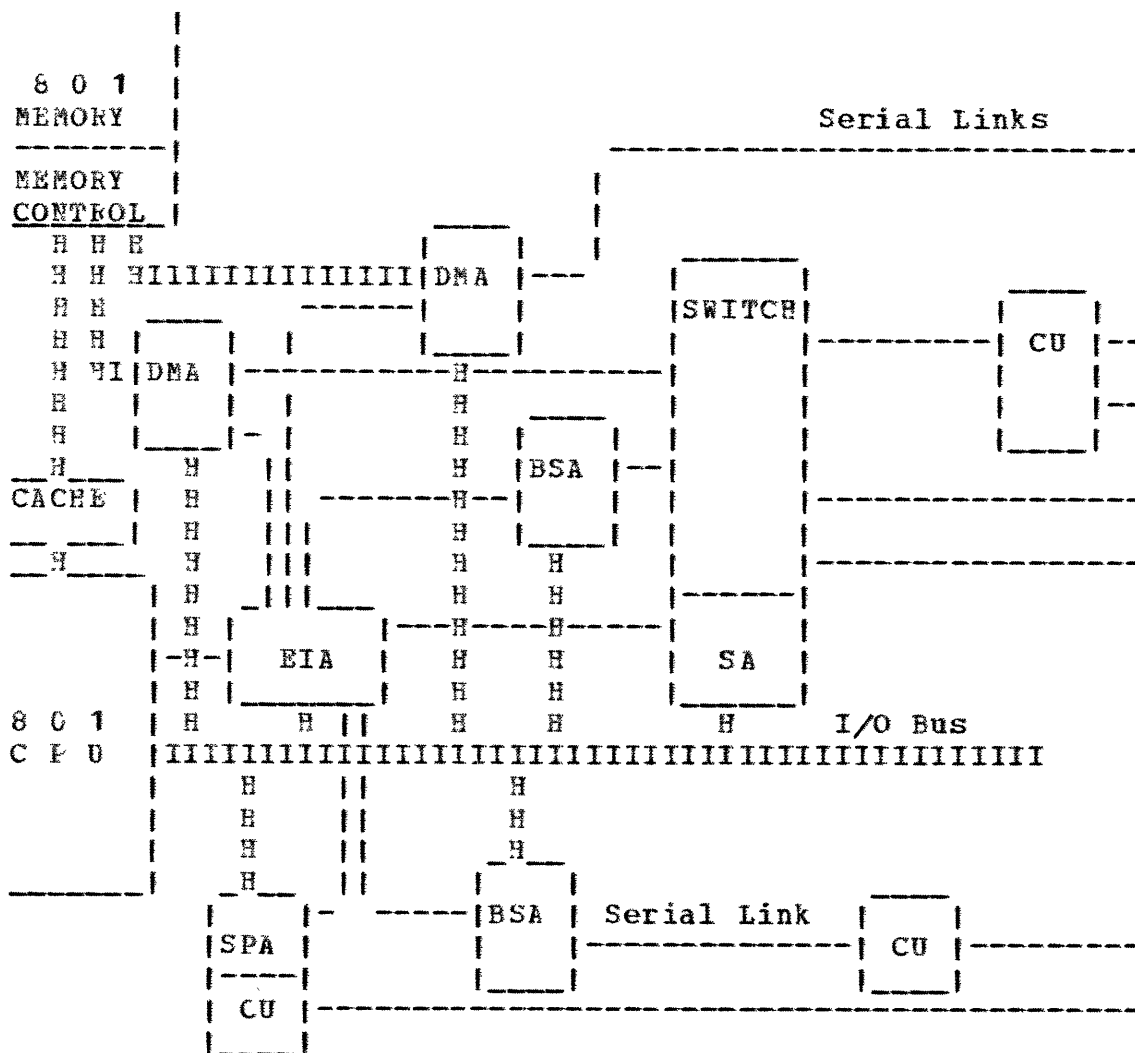 8 0 1
MEMORY
Serial Links
MEMORY
CONTROL
DMA
SWITCH
DMA
CU
BSA
CACHE
EIA
SA
8 0 1
I/O Bus
C P U
BSA
Serial Link
SPA
CU
CU